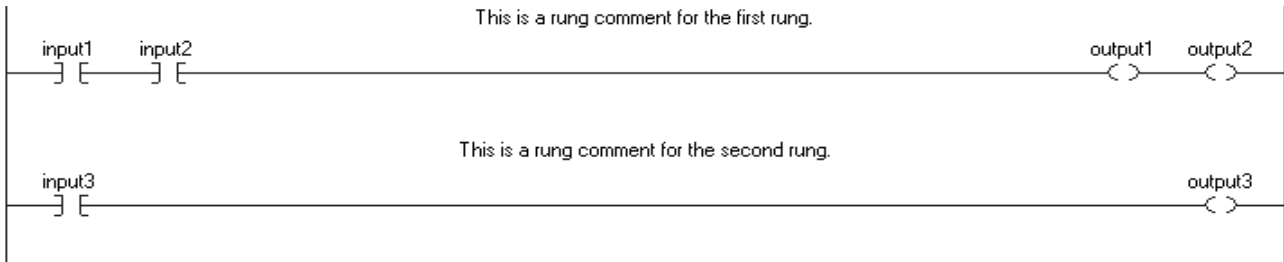 This is a rung comment for the first rung.
input1 input2 output1 output2
This is a rung comment for the second rung.
input3 output3